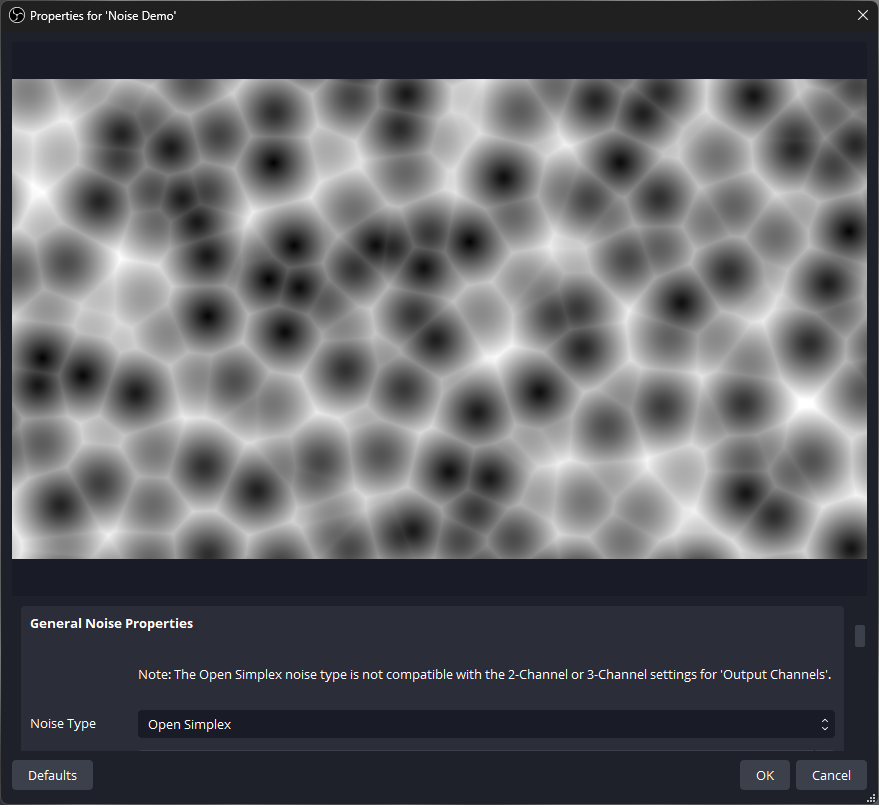 Properties for 'Noise Demo'
General Noise Properties
Note: The Open Simplex noise type is not compatible with the 2-Channel or 3-Channel settings for 'Output Channels'.
Noise Type
Open Simplex
Defaults
OK
Cancel